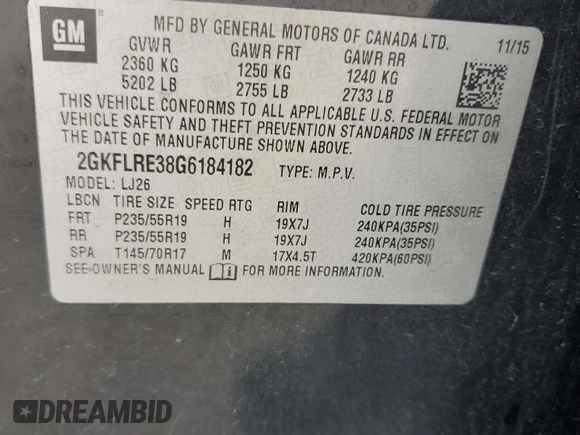 GM
MFD BY GENERAL MOTORS OF CANADA LTD.
GVWR GAWR FRT GAWR RR 11/15
2360 KG 1250 KG 1240 KG
5202 LB 2755 LB 2733 LB
THIS VEHICLE CONFORMS TO ALL APPLICABLE U.S. FEDERAL MOTOR
VEHICLE SAFETY AND THEFT PREVENTION STANDARDS IN EFFECT ON
THE DATE OF MANUFACTURE SHOWN ABOVE.
2GKFLRE38G6184182 TYPE: M.P.V.
MODEL: LJ26
LBCN TIRE SIZE SPEED RTG RIM COLD TIRE PRESSURE
FRT P235/55R19 H 19X7J 240KPA(35PSI)
RR P235/55R19 H 19X7J 240KPA(35PSI)
SPA T145/70R17 M 17X4.5T 420KPA(60PSI)
SEE OWNER'S MANUAL FOR MORE INFORMATION.
DREAMBID